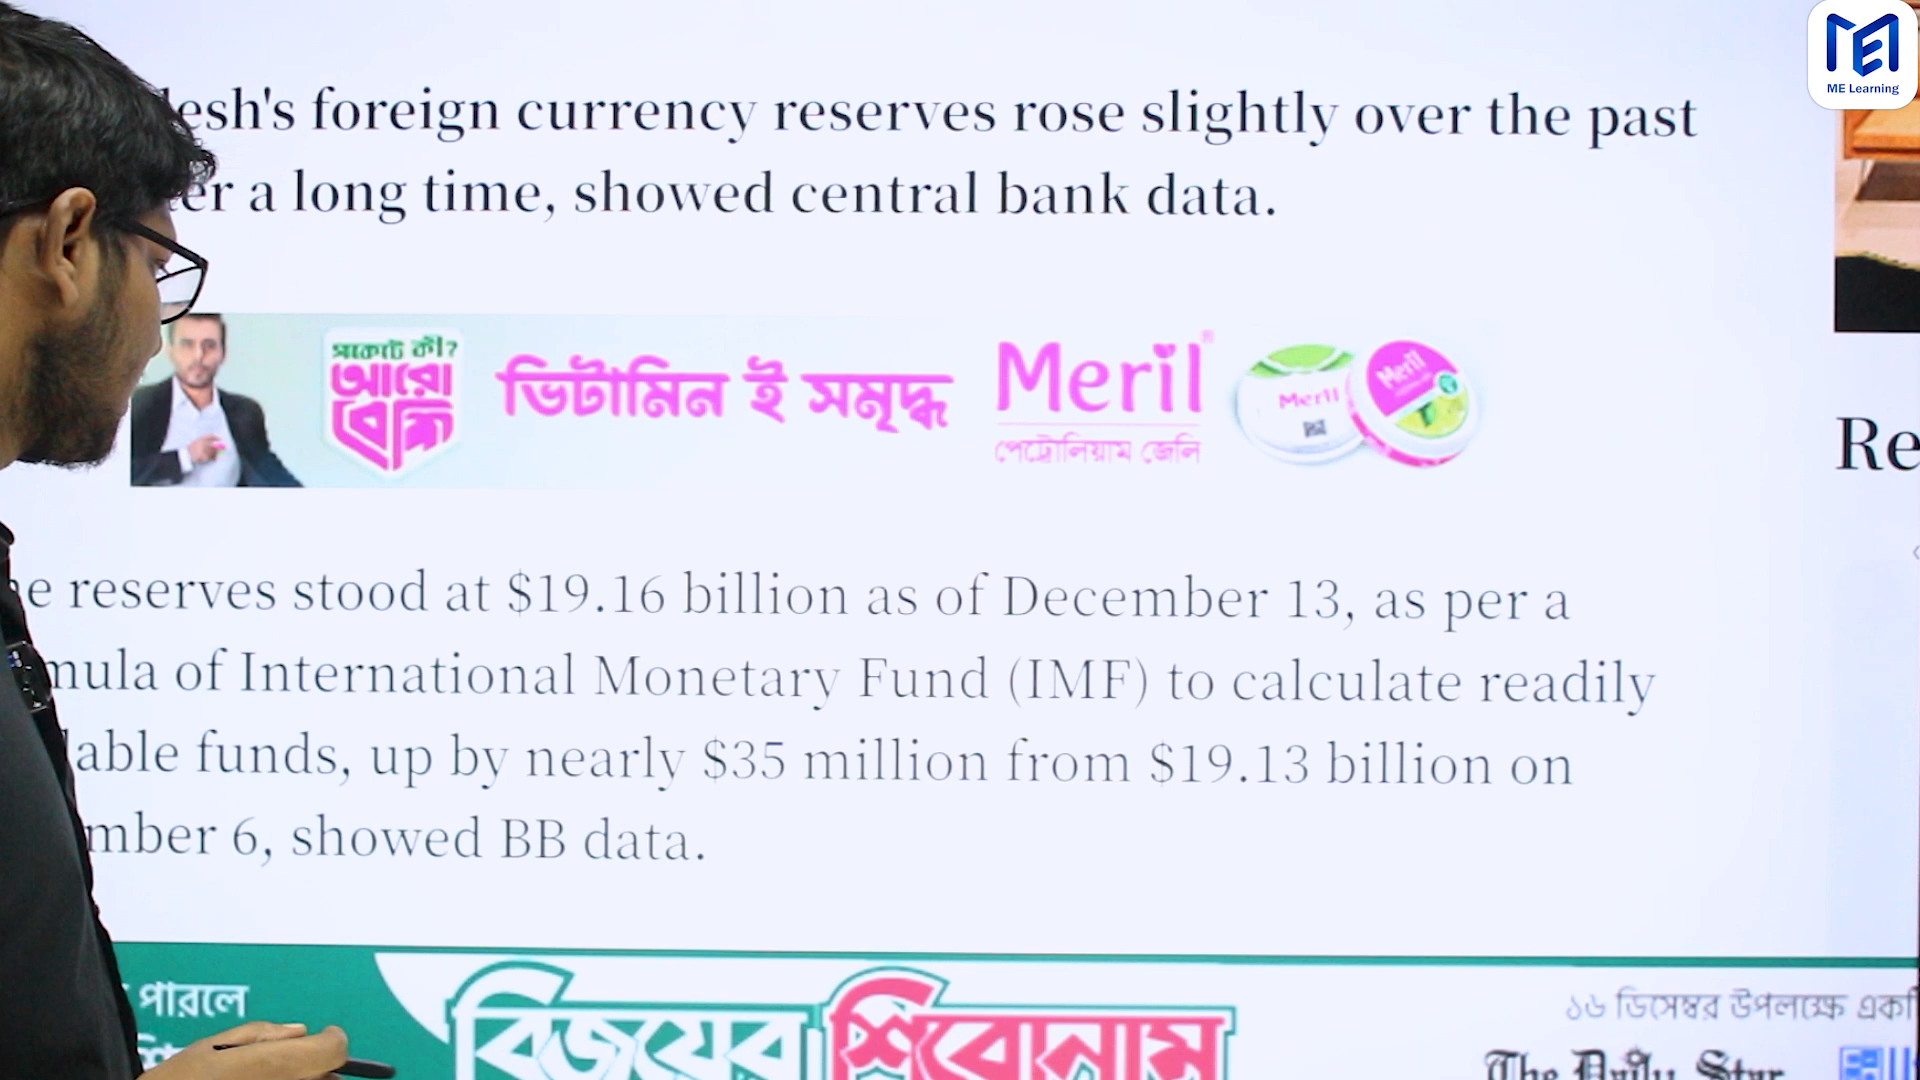 ME Learning
esh's foreign currency reserves rose slightly over the past
er a long time, showed central bank data.
সকেটে কী?
আরো
বেশি
ভিটামিন ই সমৃদ্ধ
Meril®
পেট্রোলিয়াম জেলি
Meril
Meril
Re
e reserves stood at $19.16 billion as of December 13, as per a
mula of International Monetary Fund (IMF) to calculate readily
lable funds, up by nearly $35 million from $19.13 billion on
mber 6, showed BB data.
পারলে
বিজয়ের শিরোনাম
১৬ ডিসেম্বর উপলক্ষে একটি
The Daily Star